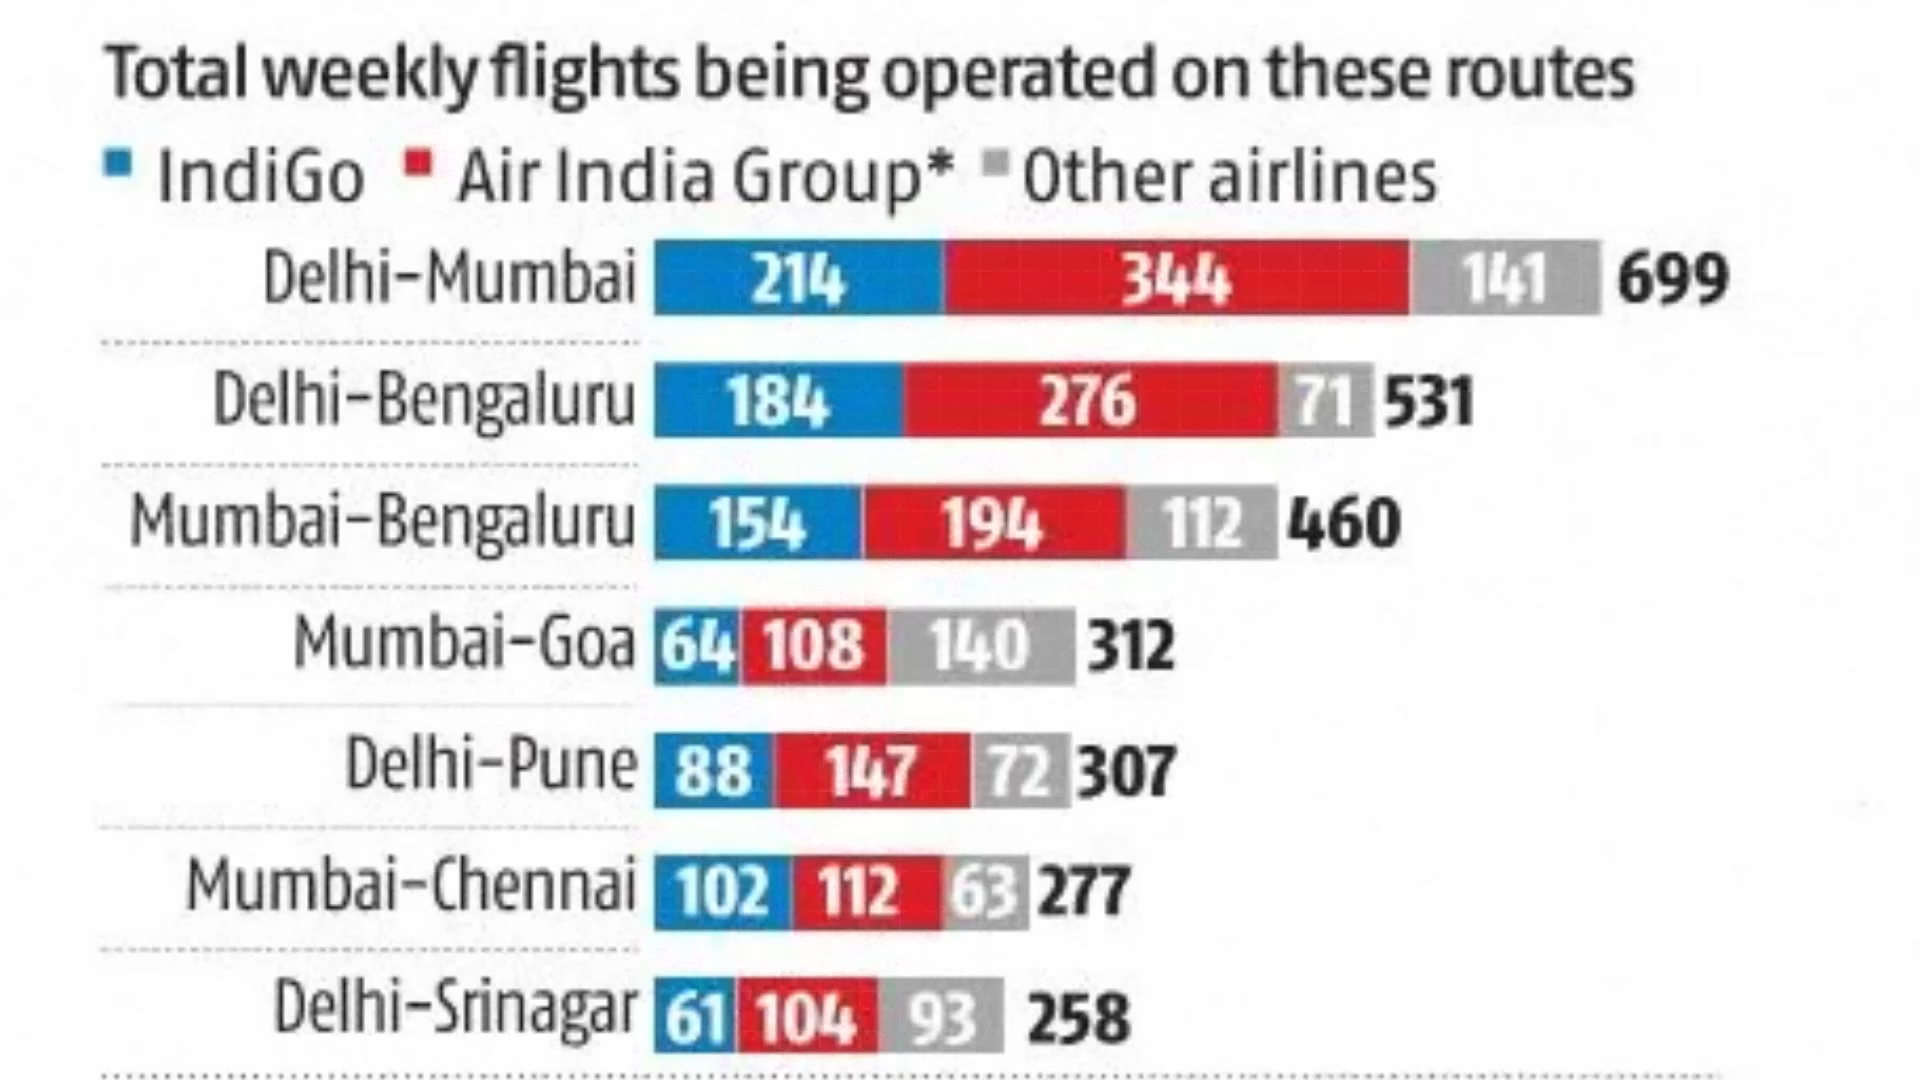 Total weekly flights being operated on these routes
IndiGo Air India Group* Other airlines
Delhi–Mumbai 214 344 141 699
Delhi–Bengaluru 184 276 71 531
Mumbai–Bengaluru 154 194 112 460
Mumbai–Goa 64 108 140 312
Delhi–Pune 88 147 72 307
Mumbai–Chennai 102 112 63 277
Delhi–Srinagar 61 104 93 258